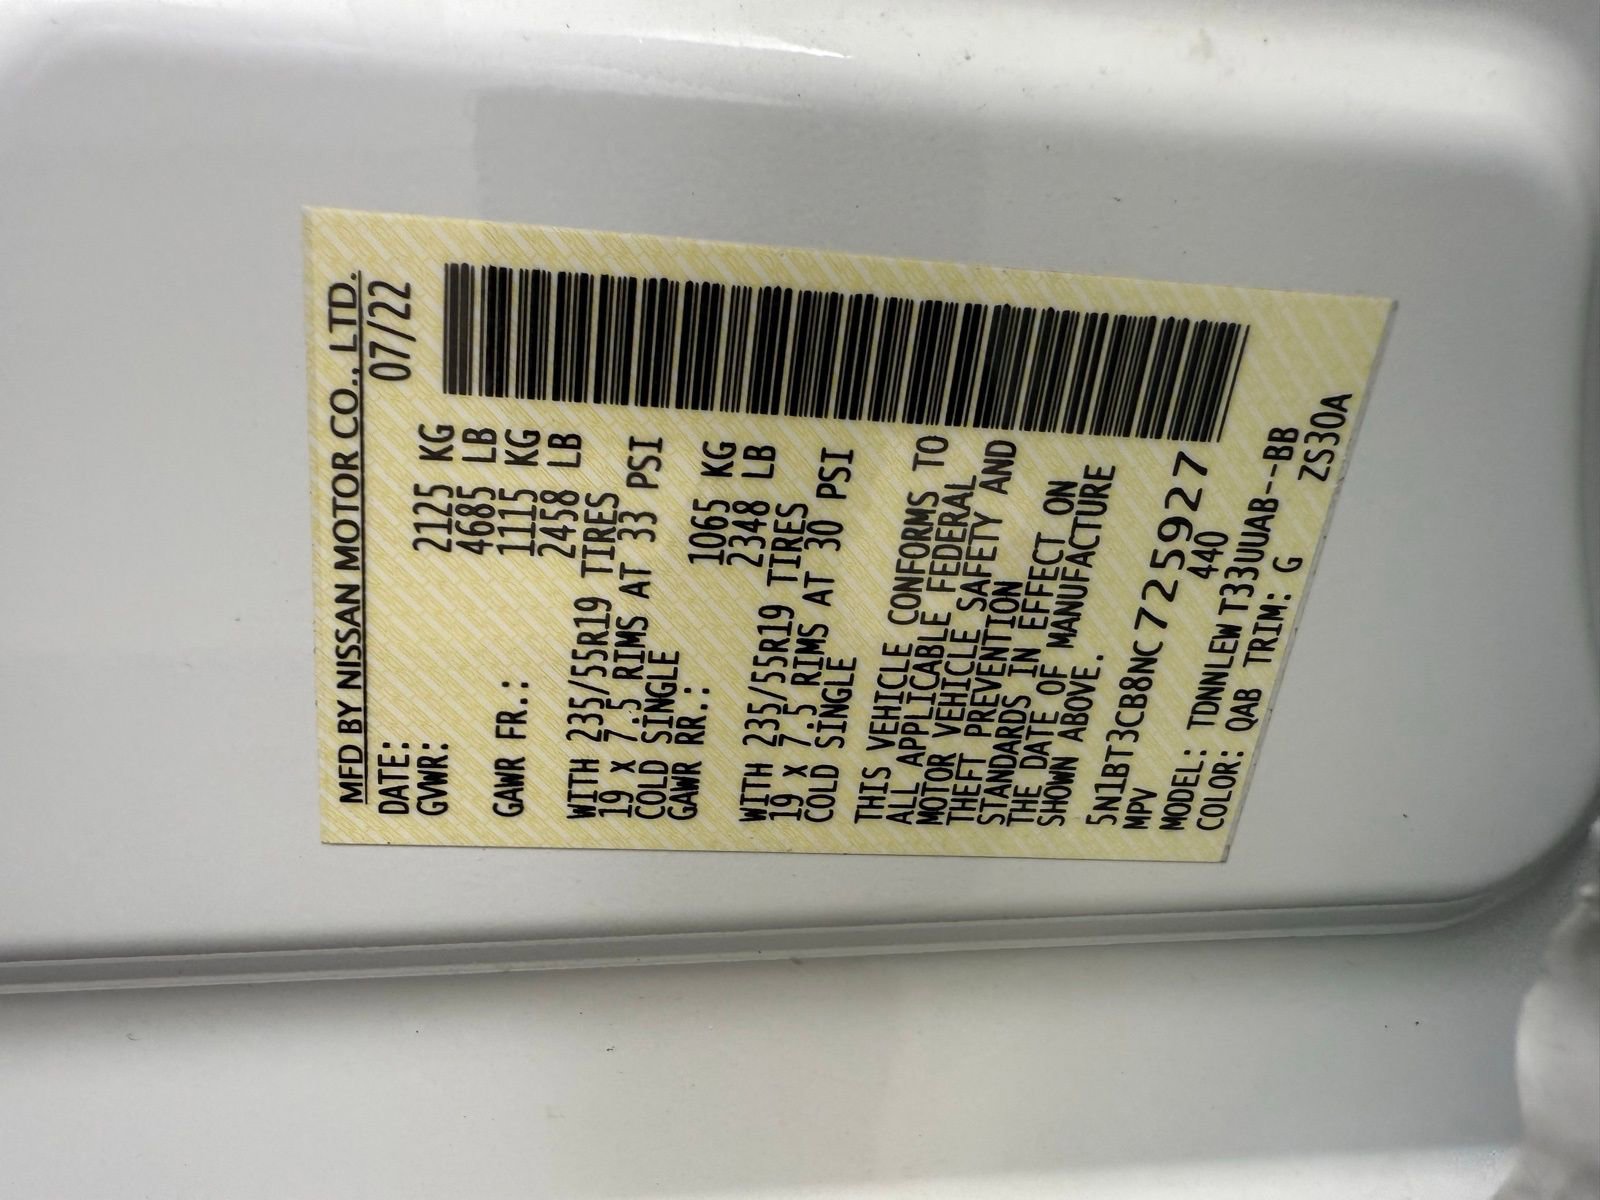 MFD BY NISSAN MOTOR CO., LTD.
DATE: 07/22
GVWR: 2125 KG
4685 LB
GAWR FR.: 1115 KG
2458 LB
WITH 235/55R19 TIRES
19 X 7.5 RIMS AT 33 PSI
COLD SINGLE
GAWR RR.: 1065 KG
2348 LB
WITH 235/55R19 TIRES
19 X 7.5 RIMS AT 30 PSI
COLD SINGLE
THIS VEHICLE CONFORMS TO
ALL APPLICABLE FEDERAL
MOTOR VEHICLE SAFETY AND
THEFT PREVENTION
STANDARDS IN EFFECT ON
THE DATE OF MANUFACTURE
SHOWN ABOVE.
5N1BT3CB8NC725927
MPV 440
MODEL: TDNNLEW T33UUAB--BB
COLOR: QAB TRIM: G ZS30A